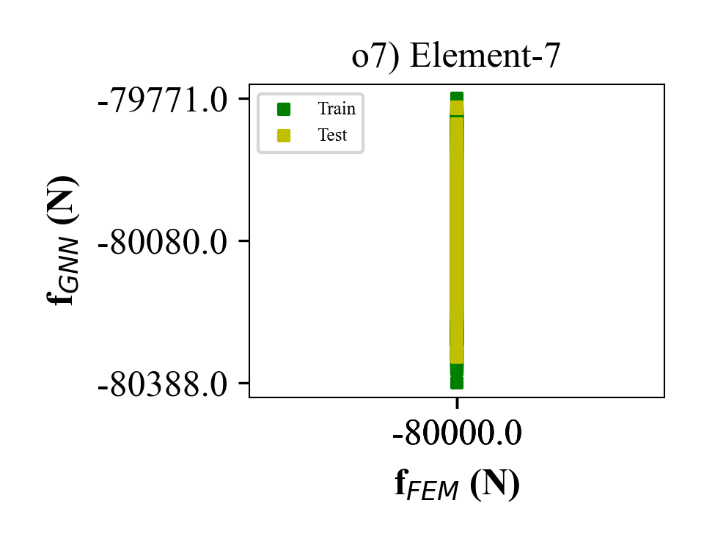 o7) Element-7
-79771.0
Train
Test
-80080.0
f_GNN (N)
-80388.0
-80000.0
f_FEM (N)